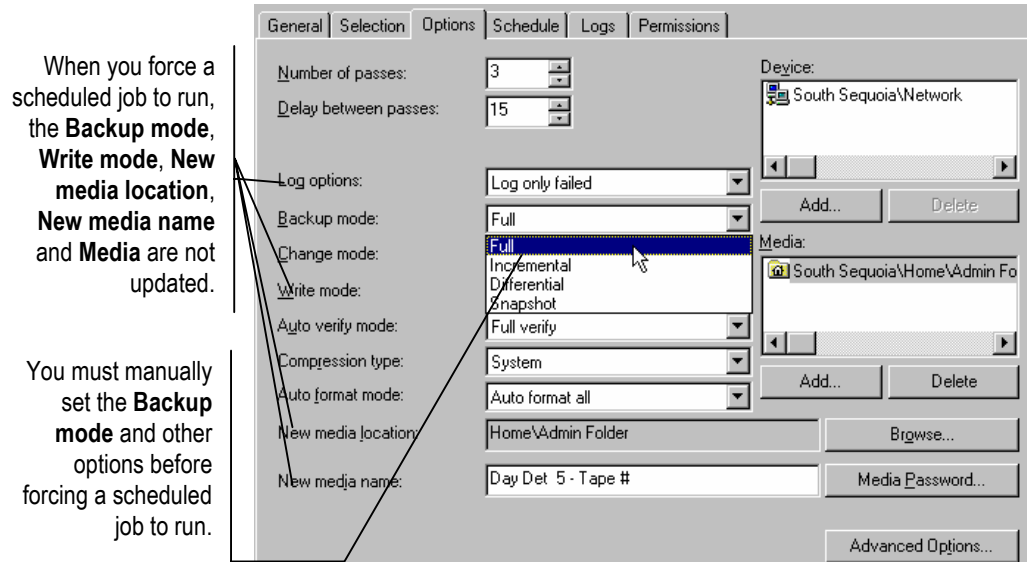 General Selection Options Schedule Logs Permissions
When you force a
scheduled job to run,
the Backup mode,
Write mode, New
media location,
New media name
and Media are not
updated.
You must manually
set the Backup
mode and other
options before
forcing a scheduled
job to run.
Number of passes: 3
Delay between passes: 15
Log options: Log only failed
Backup mode: Full
Change mode: Full
Incremental
Write mode: Differential
Snapshot
Auto verify mode: Full verify
Compression type: System
Auto format mode: Auto format all
New media location: Home\Admin Folder Browse...
New media name: Day Det 5 - Tape # Media Password...
Device:
South Sequoia\Network
Add... Delete
Media:
South Sequoia\Home\Admin Fo
Add... Delete
Advanced Options...